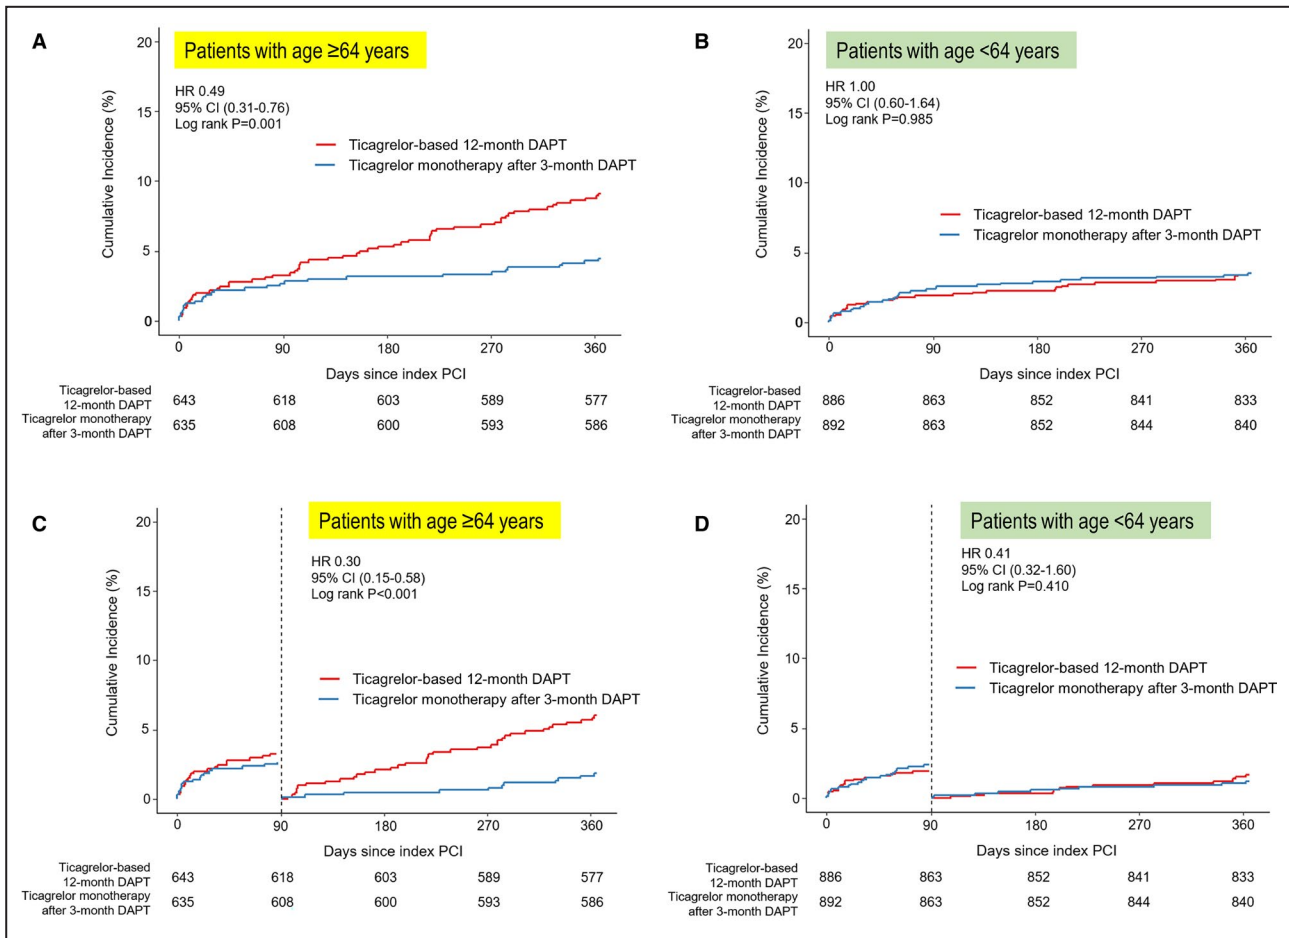 A
Patients with age ≥64 years
HR 0.49
95% CI (0.31-0.76)
Log rank P=0.001
Ticagrelor-based 12-month DAPT
Ticagrelor monotherapy after 3-month DAPT
Cumulative Incidence (%)
20
15
10
5
0
0 90 180 270 360
Days since index PCI
Ticagrelor-based
12-month DAPT
643 618 603 589 577
Ticagrelor monotherapy
after 3-month DAPT
635 608 600 593 586
B
Patients with age <64 years
HR 1.00
95% CI (0.60-1.64)
Log rank P=0.985
Ticagrelor-based 12-month DAPT
Ticagrelor monotherapy after 3-month DAPT
Cumulative Incidence (%)
20
15
10
5
0
0 90 180 270 360
Days since index PCI
Ticagrelor-based
12-month DAPT
886 863 852 841 833
Ticagrelor monotherapy
after 3-month DAPT
892 863 852 844 840
C
Patients with age ≥64 years
HR 0.30
95% CI (0.15-0.58)
Log rank P<0.001
Ticagrelor-based 12-month DAPT
Ticagrelor monotherapy after 3-month DAPT
Cumulative Incidence (%)
20
15
10
5
0
0 90 180 270 360
Days since index PCI
Ticagrelor-based
12-month DAPT
643 618 603 589 577
Ticagrelor monotherapy
after 3-month DAPT
635 608 600 593 586
D
Patients with age <64 years
HR 0.41
95% CI (0.32-1.60)
Log rank P=0.410
Ticagrelor-based 12-month DAPT
Ticagrelor monotherapy after 3-month DAPT
Cumulative Incidence (%)
20
15
10
5
0
0 90 180 270 360
Days since index PCI
Ticagrelor-based
12-month DAPT
886 863 852 841 833
Ticagrelor monotherapy
after 3-month DAPT
892 863 852 844 840